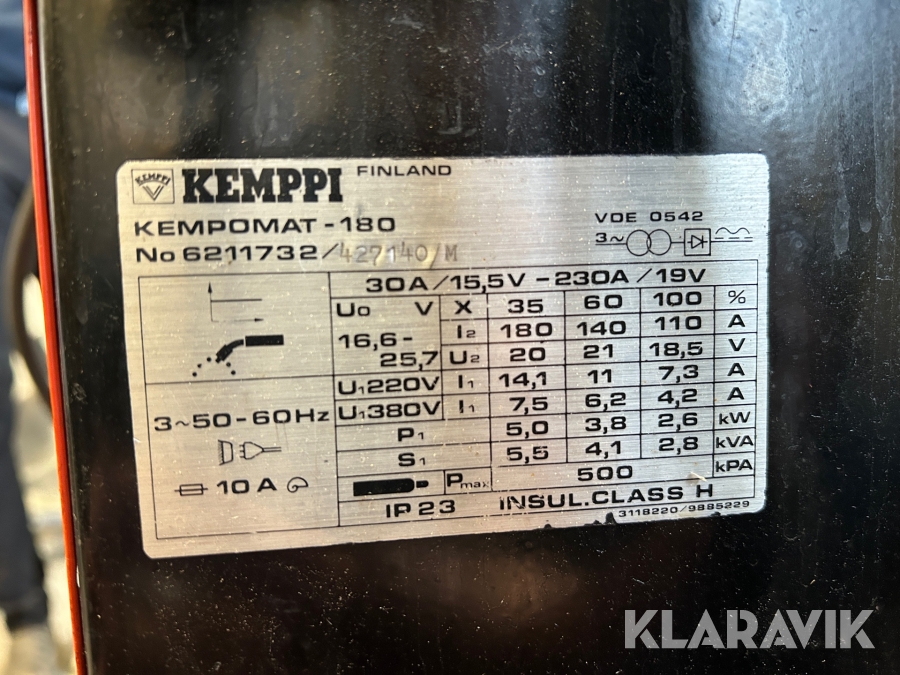 KEMPPI KEMPPI FINLAND
KEMPOMAT - 180
VDE 0542
No 6211732/427140/M
3~
30A/15,5V - 230A/19V
Uo V X 35 60 100 %
16,6- I2 180 140 110 A
25,7 U2 20 21 18,5 V
U1 220V I1 14,1 11 7,3 A
3~50-60Hz U1 380V I1 7,5 6,2 4,2 A
P1 5,0 3,8 2,6 kW
S1 5,5 4,1 2,8 kVA
10 A Pmax 500 kPA
IP 23 INSUL.CLASS H
3118220/9885229
KLARAVIK